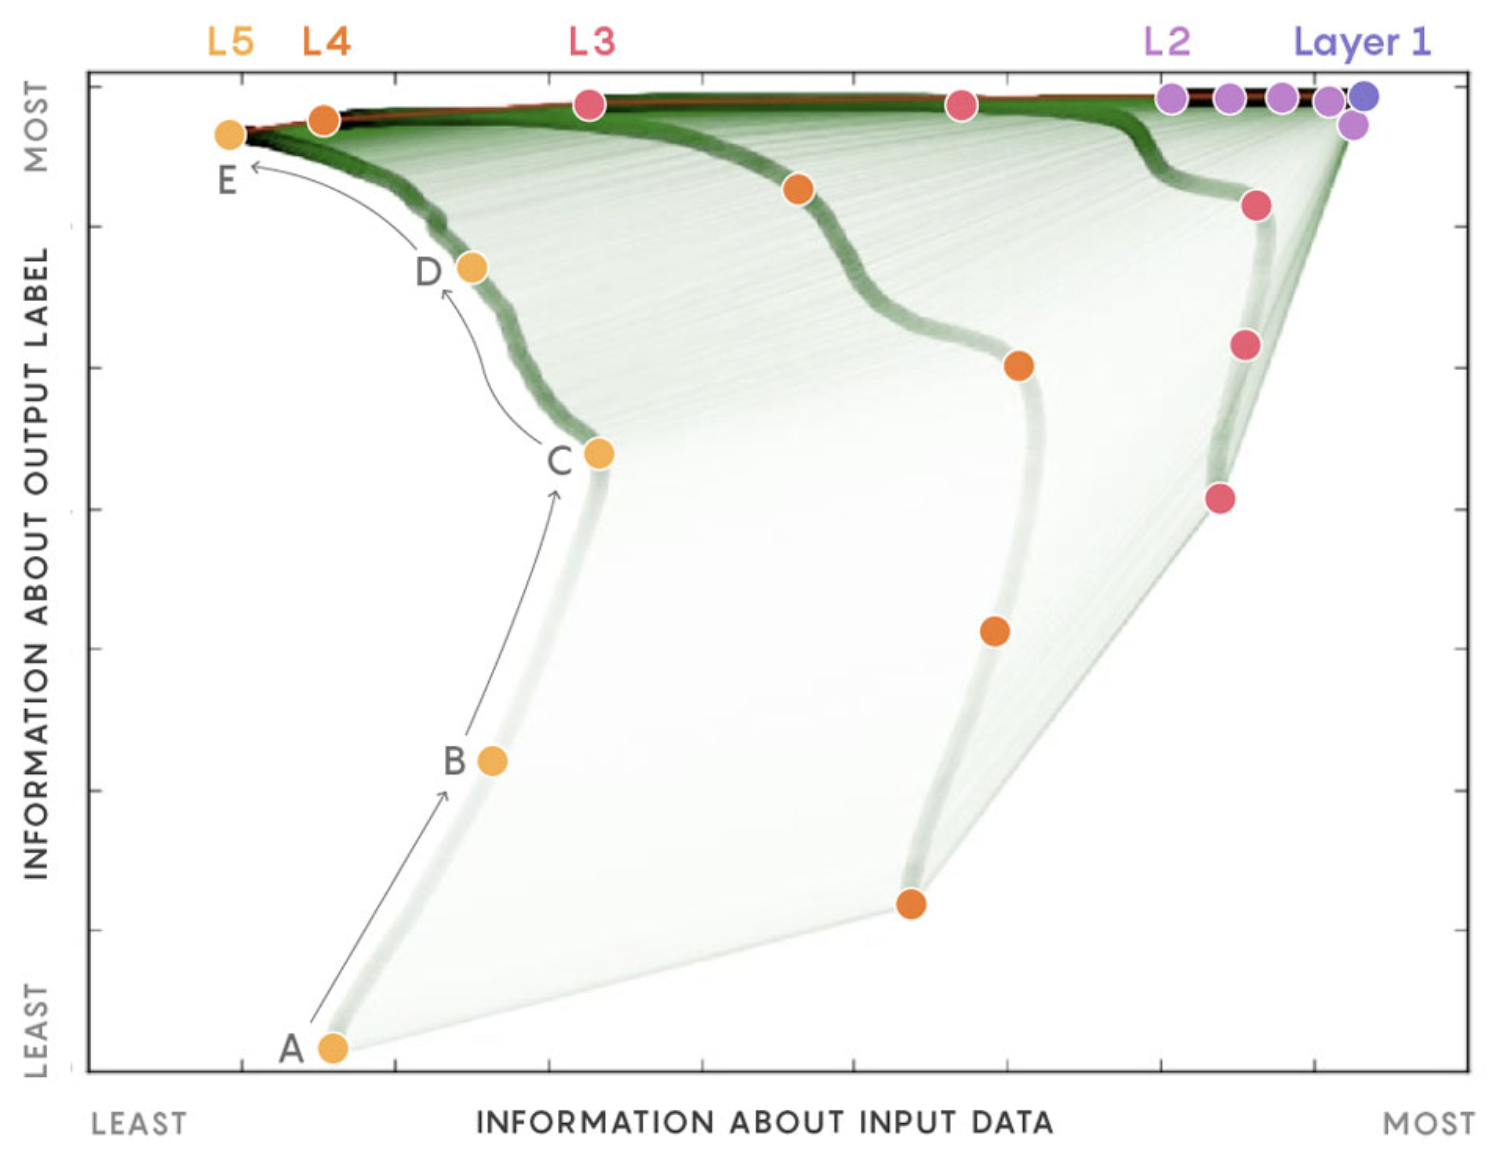 L5 L4 L3 L2 Layer 1
MOST
INFORMATION ABOUT OUTPUT LABEL
LEAST
E
D
C
B
A
LEAST INFORMATION ABOUT INPUT DATA MOST